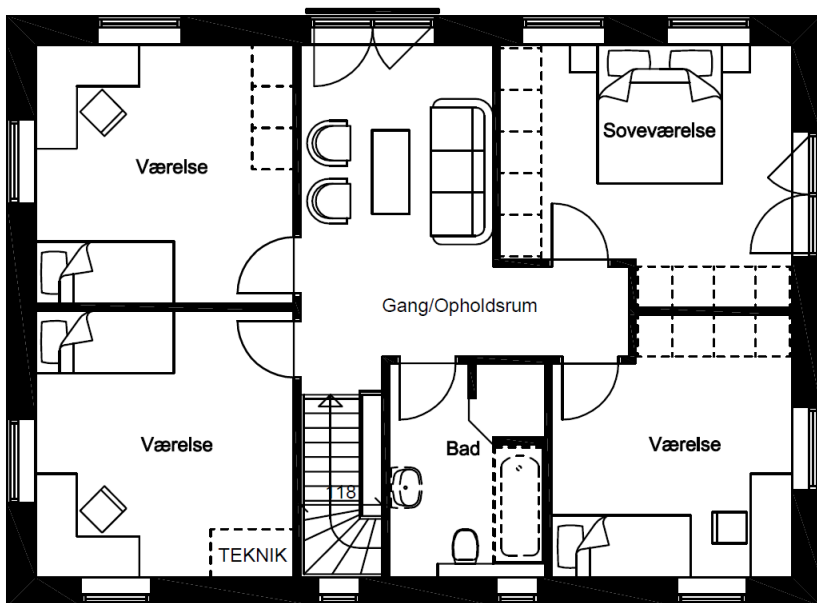 Soveværelse
Værelse
Gang/Opholdsrum
Værelse
Bad
Værelse
118
TEKNIK